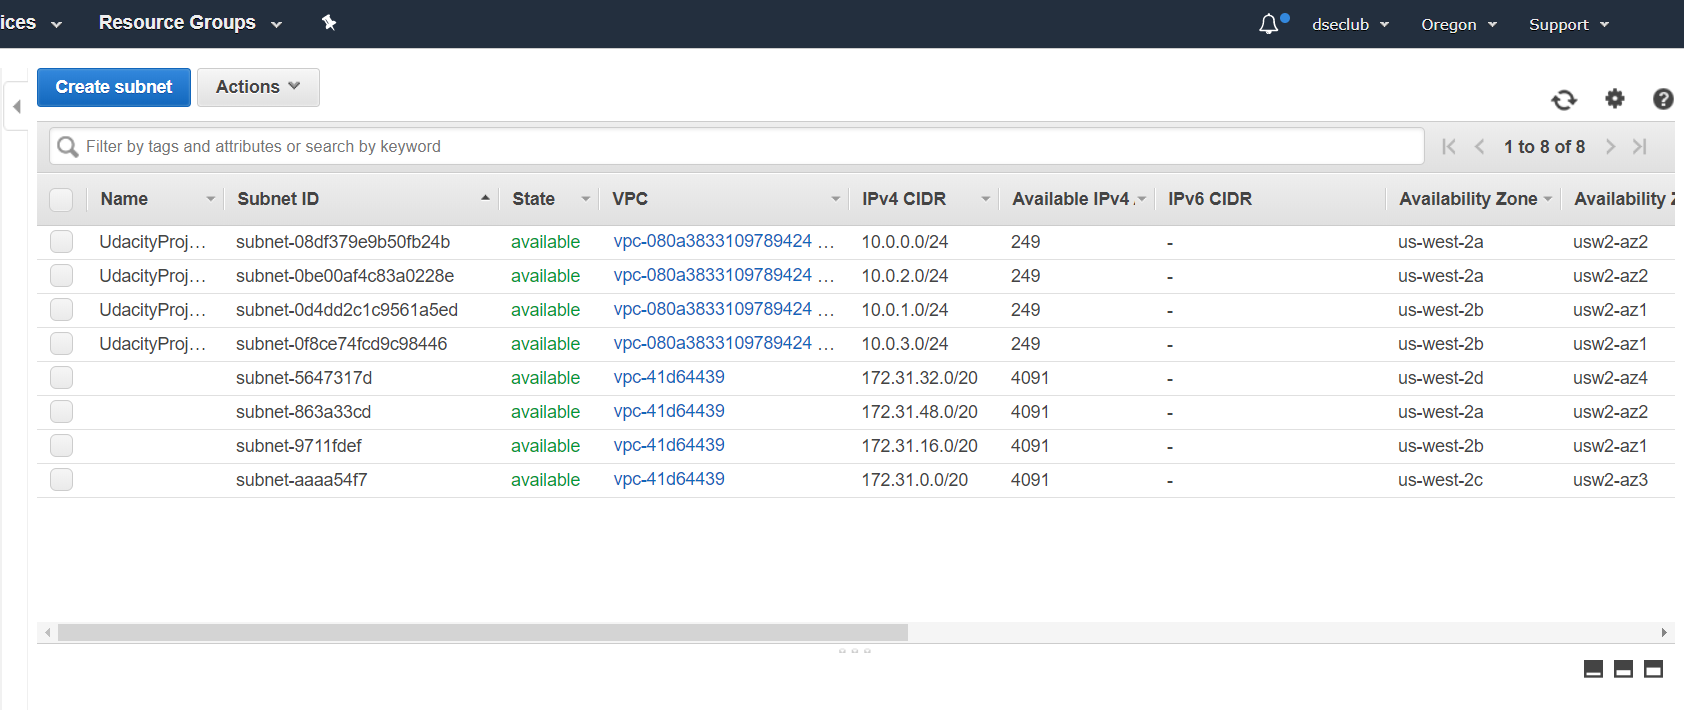 ices Resource Groups dseclub Oregon Support
Create subnet Actions
Filter by tags and attributes or search by keyword 1 to 8 of 8
Name Subnet ID State VPC IPv4 CIDR Available IPv4 IPv6 CIDR Availability Zone Availability Z
UdacityProj… subnet-08df379e9b50fb24b available vpc-080a3833109789424 … 10.0.0.0/24 249 - us-west-2a usw2-az2
UdacityProj… subnet-0be00af4c83a0228e available vpc-080a3833109789424 … 10.0.2.0/24 249 - us-west-2a usw2-az2
UdacityProj… subnet-0d4dd2c1c9561a5ed available vpc-080a3833109789424 … 10.0.1.0/24 249 - us-west-2b usw2-az1
UdacityProj… subnet-0f8ce74fcd9c98446 available vpc-080a3833109789424 … 10.0.3.0/24 249 - us-west-2b usw2-az1
subnet-5647317d available vpc-41d64439 172.31.32.0/20 4091 - us-west-2d usw2-az4
subnet-863a33cd available vpc-41d64439 172.31.48.0/20 4091 - us-west-2a usw2-az2
subnet-9711fdef available vpc-41d64439 172.31.16.0/20 4091 - us-west-2b usw2-az1
subnet-aaaa54f7 available vpc-41d64439 172.31.0.0/20 4091 - us-west-2c usw2-az3